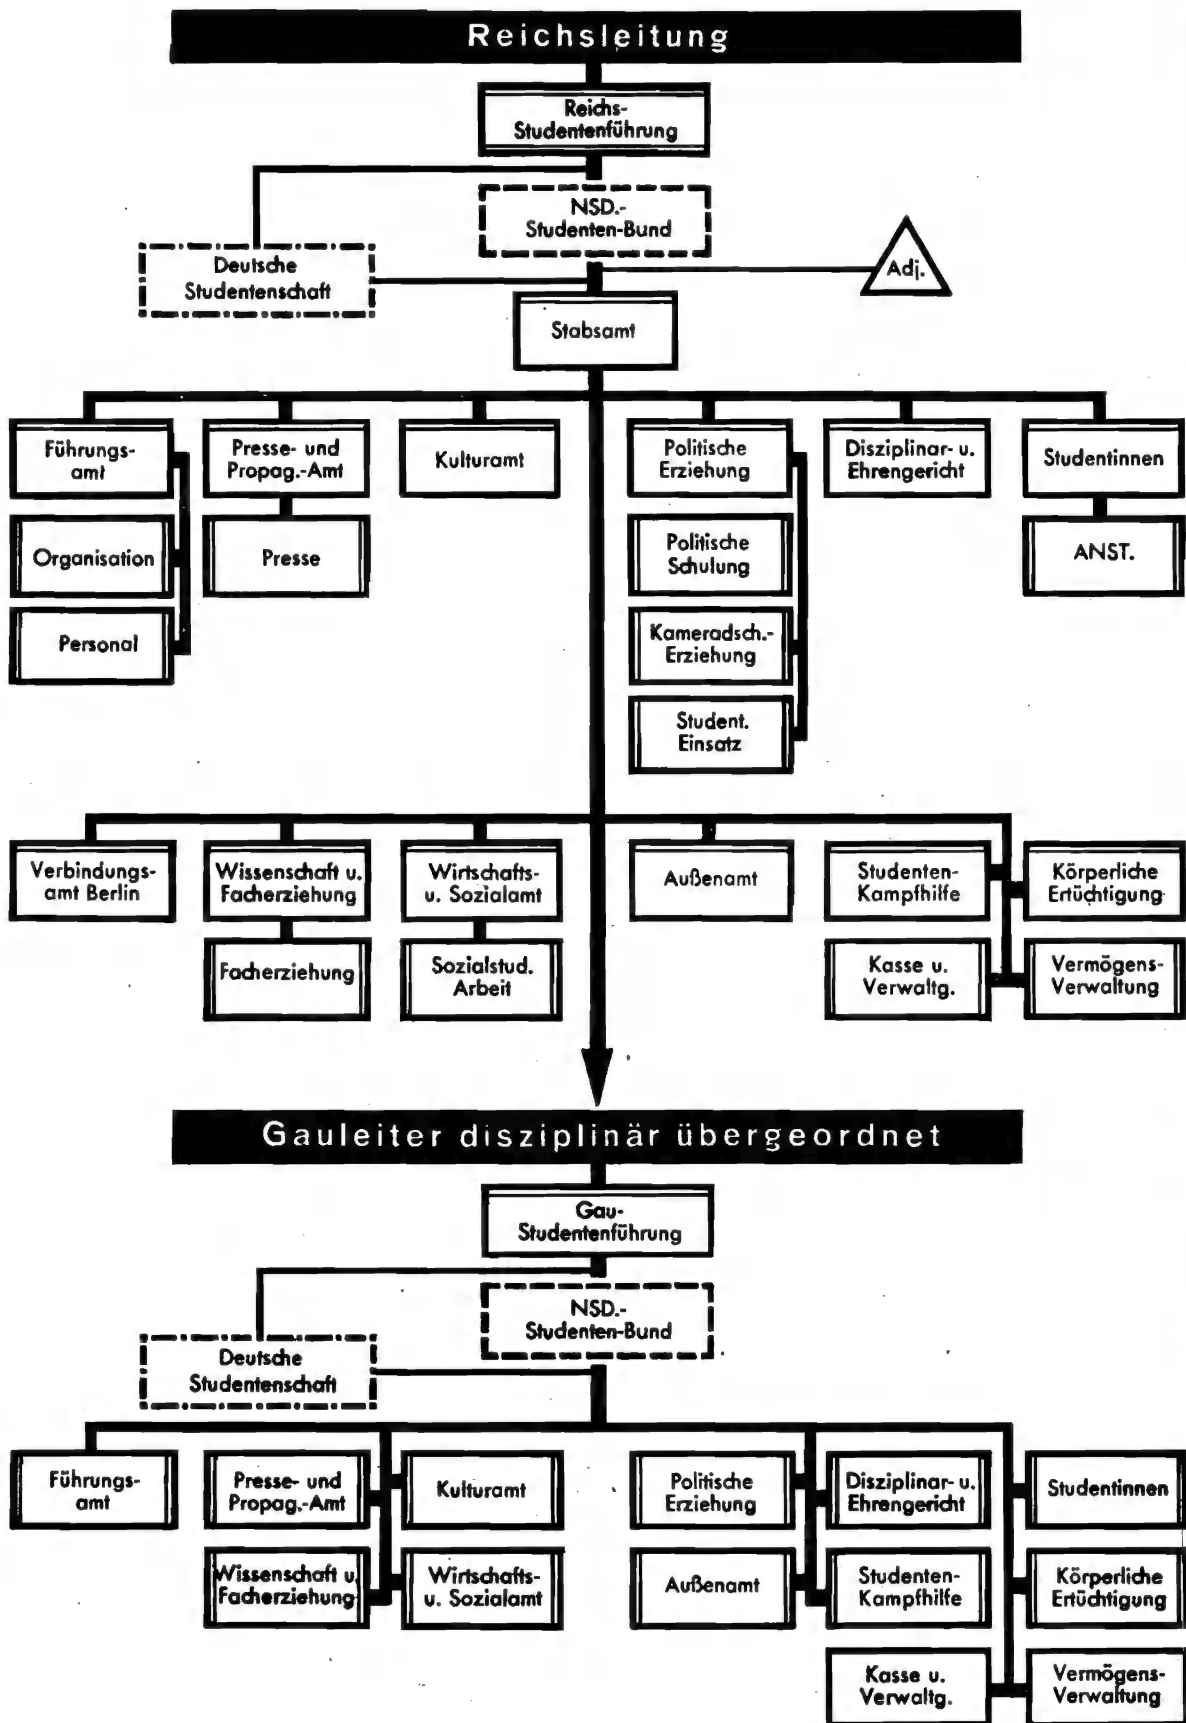 Reichsleitung
Reichs-
Studentenführung
NSD.-
Studenten-Bund
Deutsche
Studentenschaft
Adj.
Stabsamt
Führungs-
amt
Presse- und
Propag.-Amt
Kulturamt
Politische
Erziehung
Disziplinar- u.
Ehrengericht
Studentinnen
Organisation
Presse
Politische
Schulung
ANST.
Personal
Kameradsch.-
Erziehung
Student.
Einsatz
Verbindungs-
amt Berlin
Wissenschaft u.
Facherziehung
Wirtschafts-
u. Sozialamt
Außenamt
Studenten-
Kampfhilfe
Körperliche
Ertüchtigung
Facherziehung
Sozialstud.
Arbeit
Kasse u.
Verwaltg.
Vermögens-
Verwaltung
Gauleiter disziplinär übergeordnet
Gau-
Studentenführung
NSD.-
Studenten-Bund
Deutsche
Studentenschaft
Führungs-
amt
Presse- und
Propag.-Amt
Kulturamt
Politische
Erziehung
Disziplinar- u.
Ehrengericht
Studentinnen
Wissenschaft u.
Facherziehung
Wirtschafts-
u. Sozialamt
Außenamt
Studenten-
Kampfhilfe
Körperliche
Ertüchtigung
Kasse u.
Verwaltg.
Vermögens-
Verwaltung